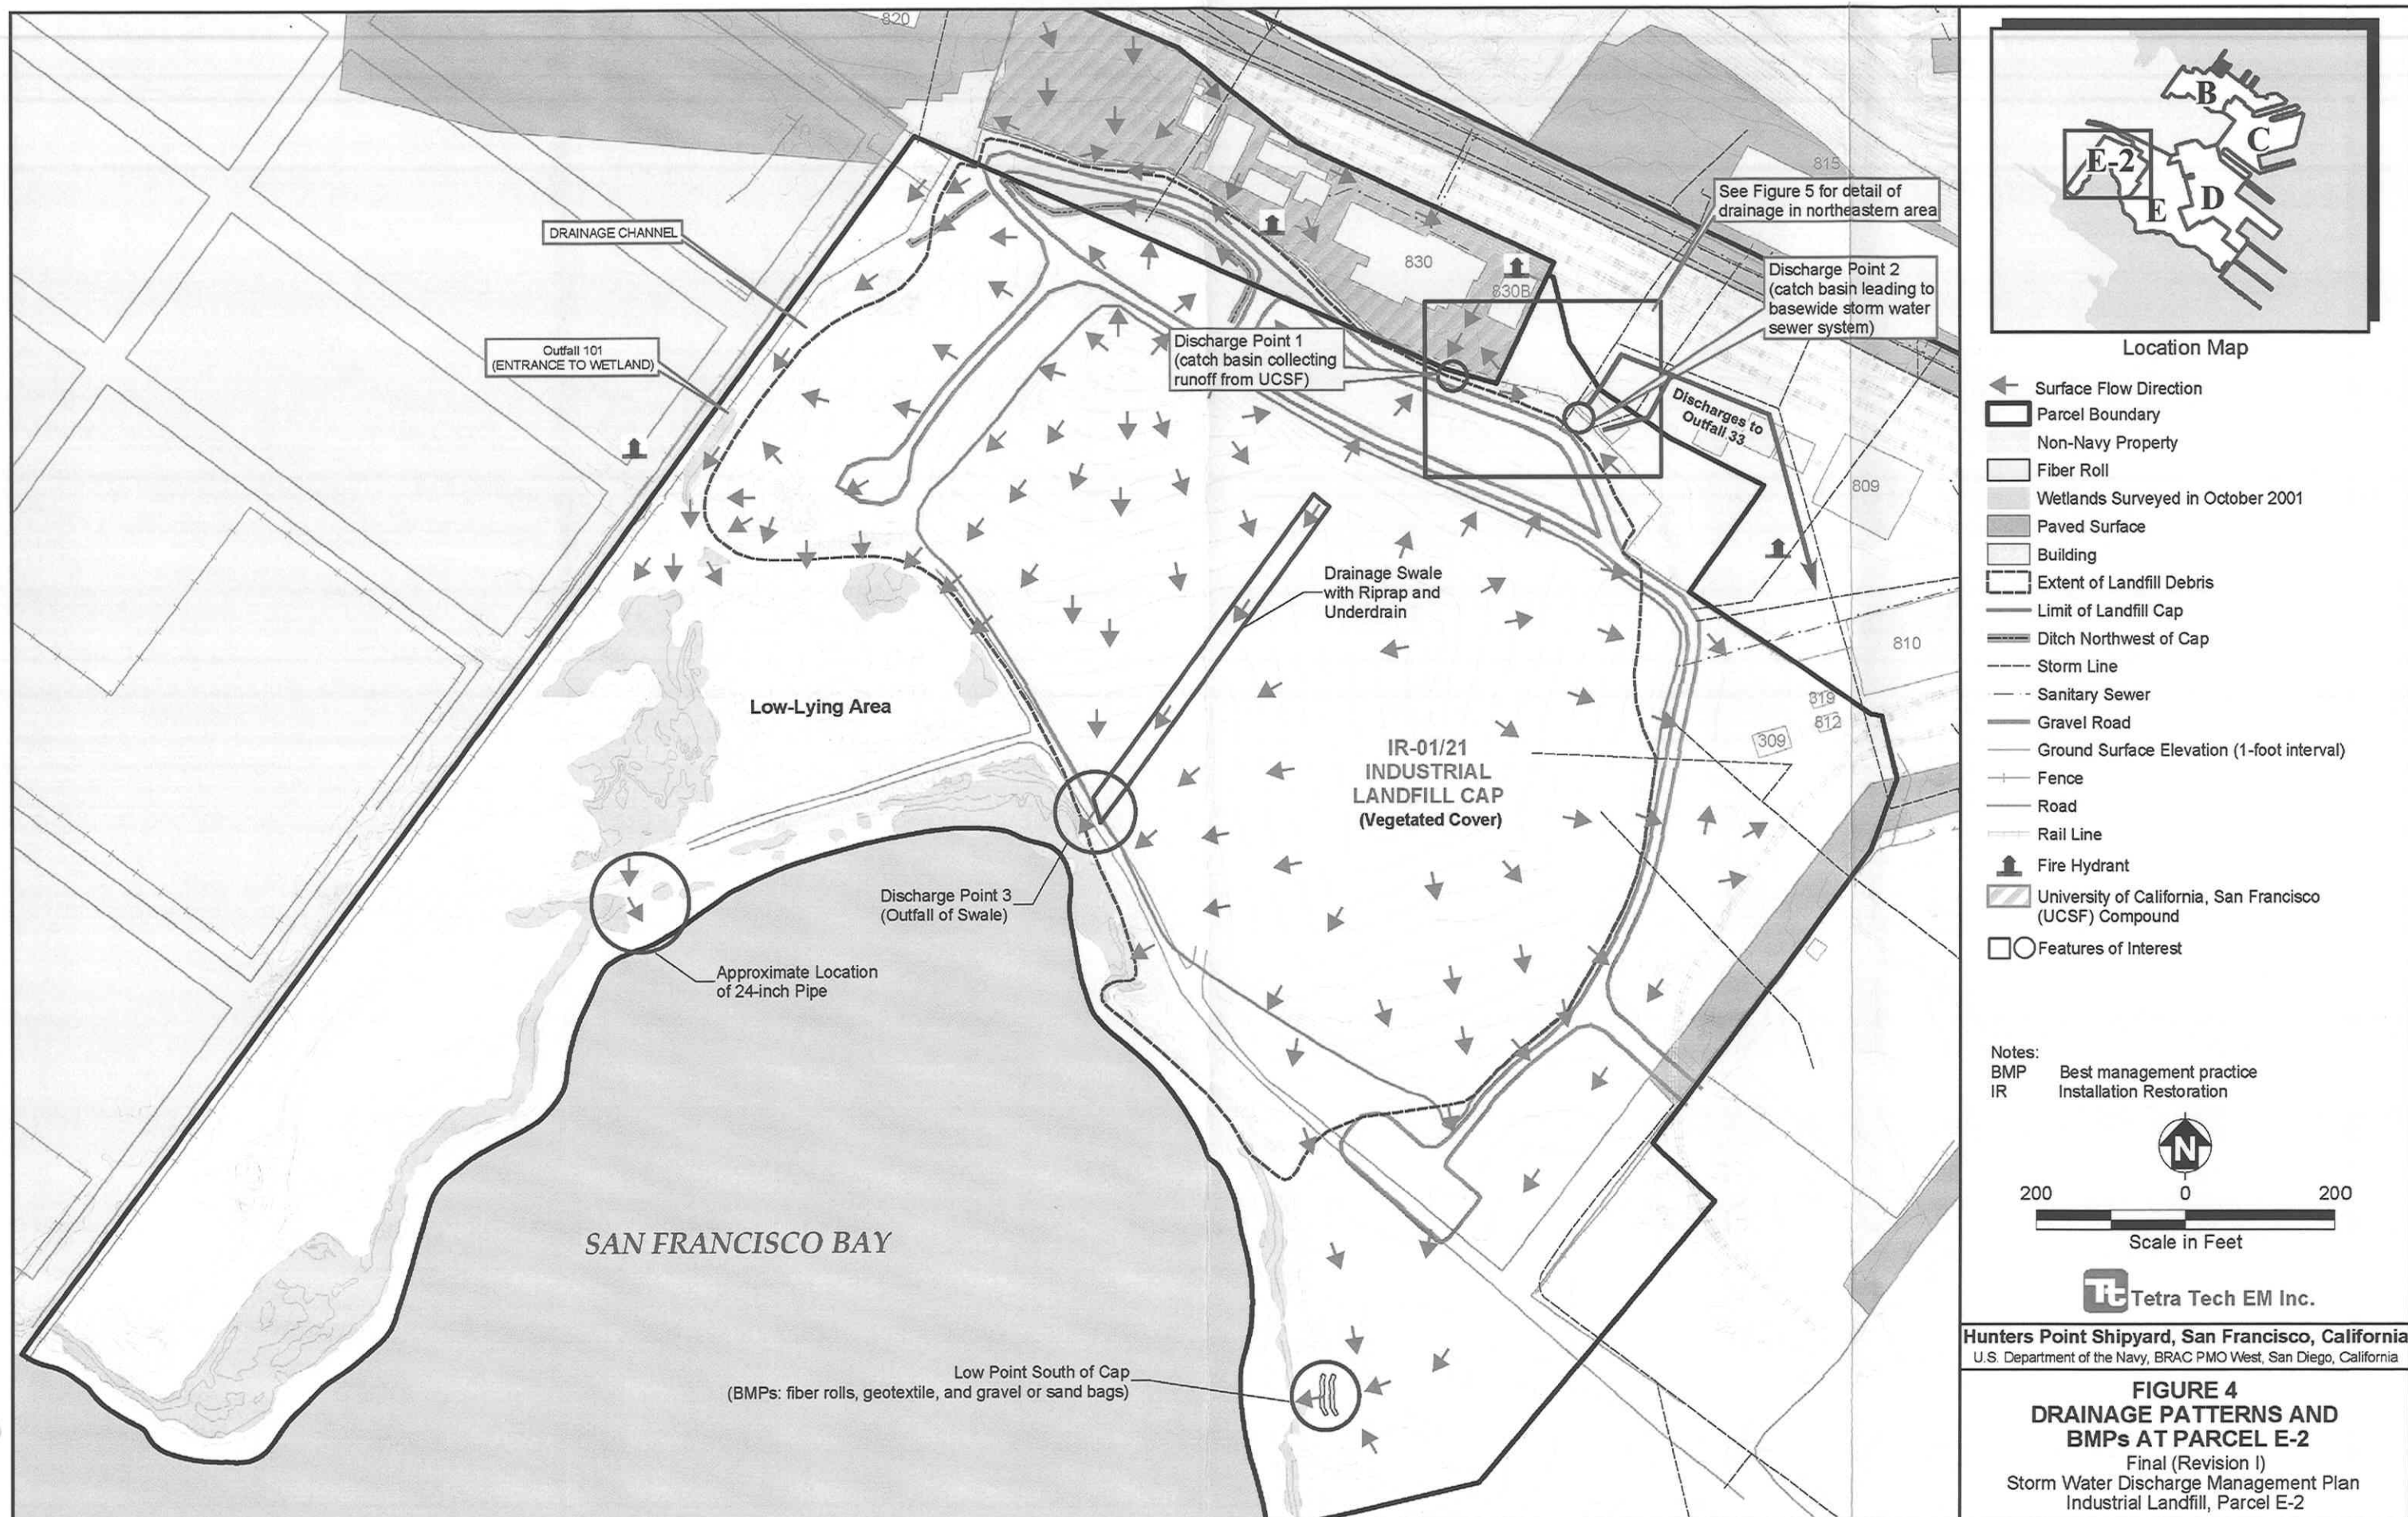 820
815
DRAINAGE CHANNEL
See Figure 5 for detail of
drainage in northeastern area
Outfall 101
(ENTRANCE TO WETLAND)
830
830B
Discharge Point 1
(catch basin collecting
runoff from UCSF)
Discharge Point 2
(catch basin leading to
basewide storm water
sewer system)
Discharges to
Outfall 33
809
Drainage Swale
with Riprap and
Underdrain
810
Low-Lying Area
IR-01/21
INDUSTRIAL
LANDFILL CAP
(Vegetated Cover)
319
812
309
Discharge Point 3
(Outfall of Swale)
Approximate Location
of 24-inch Pipe
SAN FRANCISCO BAY
Low Point South of Cap
(BMPs: fiber rolls, geotextile, and gravel or sand bags)
B
C
E-2
D
E
Location Map
Surface Flow Direction
Parcel Boundary
Non-Navy Property
Fiber Roll
Wetlands Surveyed in October 2001
Paved Surface
Building
Extent of Landfill Debris
Limit of Landfill Cap
Ditch Northwest of Cap
Storm Line
Sanitary Sewer
Gravel Road
Ground Surface Elevation (1-foot interval)
Fence
Road
Rail Line
Fire Hydrant
University of California, San Francisco
(UCSF) Compound
Features of Interest
Notes:
BMP Best management practice
IR Installation Restoration
N
200 0 200
Scale in Feet
Tt Tetra Tech EM Inc.
Hunters Point Shipyard, San Francisco, California
U.S. Department of the Navy, BRAC PMO West, San Diego, California
FIGURE 4
DRAINAGE PATTERNS AND
BMPs AT PARCEL E-2
Final (Revision I)
Storm Water Discharge Management Plan
Industrial Landfill, Parcel E-2